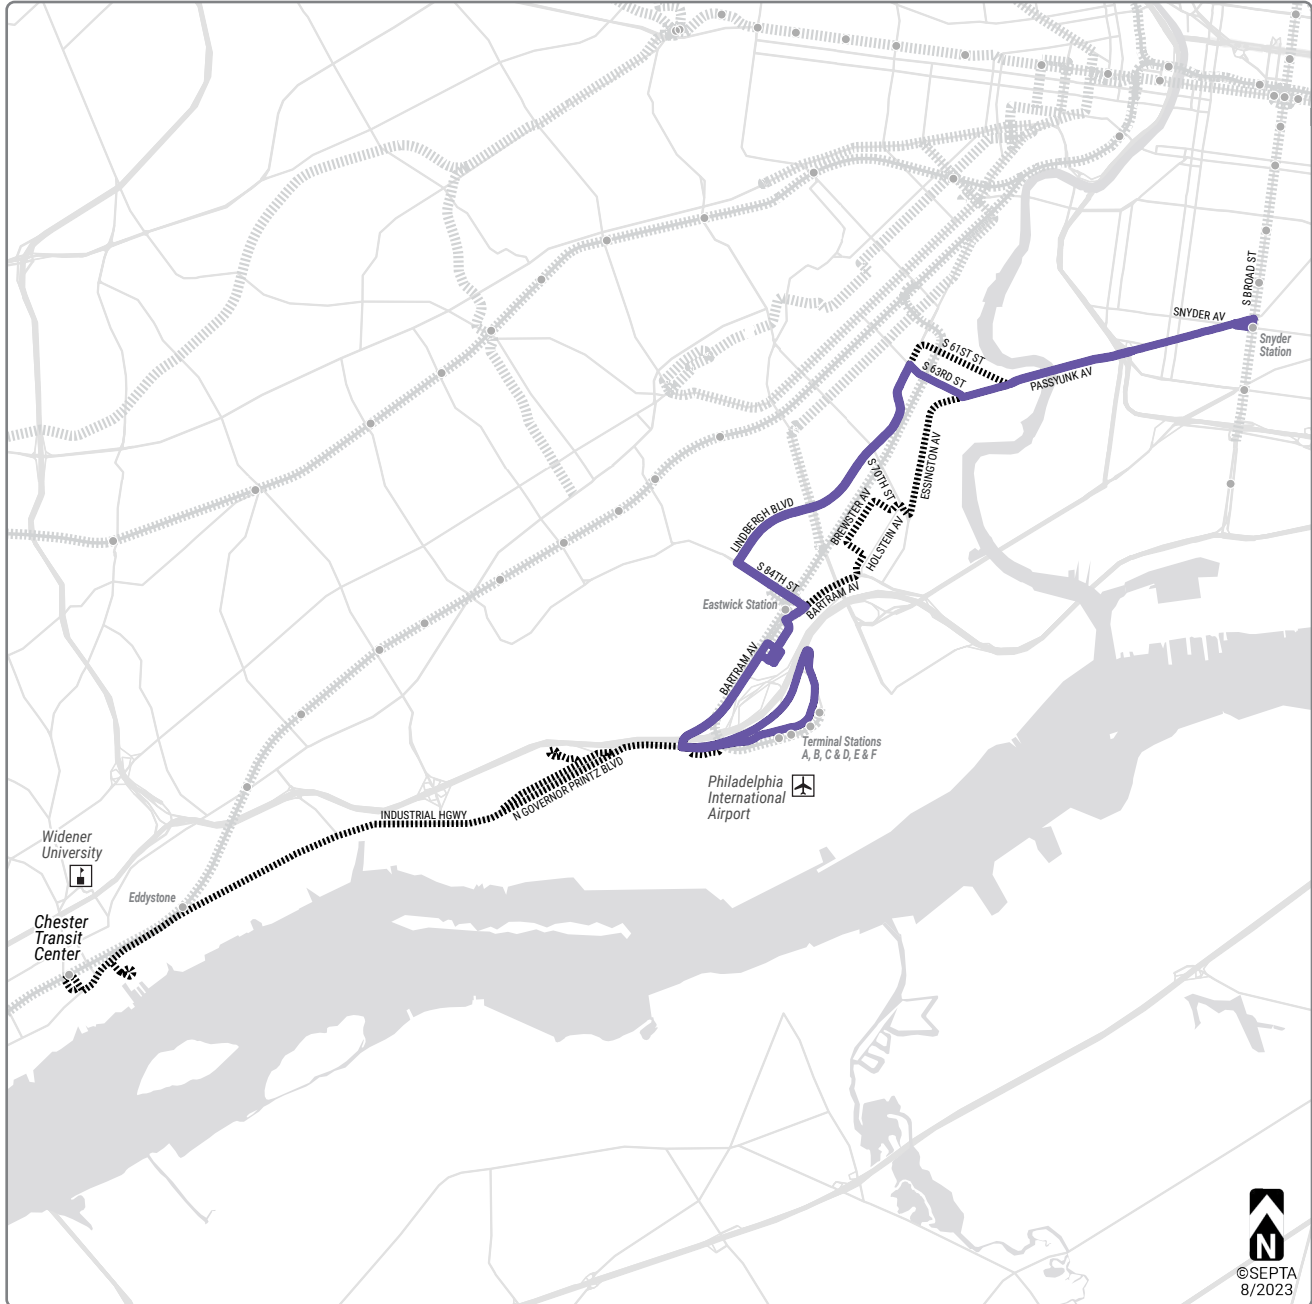 S BROAD ST
SNYDER AV
Snyder
Station
S 61ST ST
S 63RD ST
PASSYUNK AV
ESSINGTON AV
S 70TH ST
BREWSTER AV
LINDBERGH BLVD
HOLSTEIN AV
S 84TH ST
BARTRAM AV
Eastwick Station
BARTRAM AV
Terminal Stations
A, B, C & D, E & F
Philadelphia
International
Airport
N GOVERNOR PRINTZ BLVD
INDUSTRIAL HGWY
Widener
University
Eddystone
Chester
Transit
Center
N
©SEPTA
8/2023